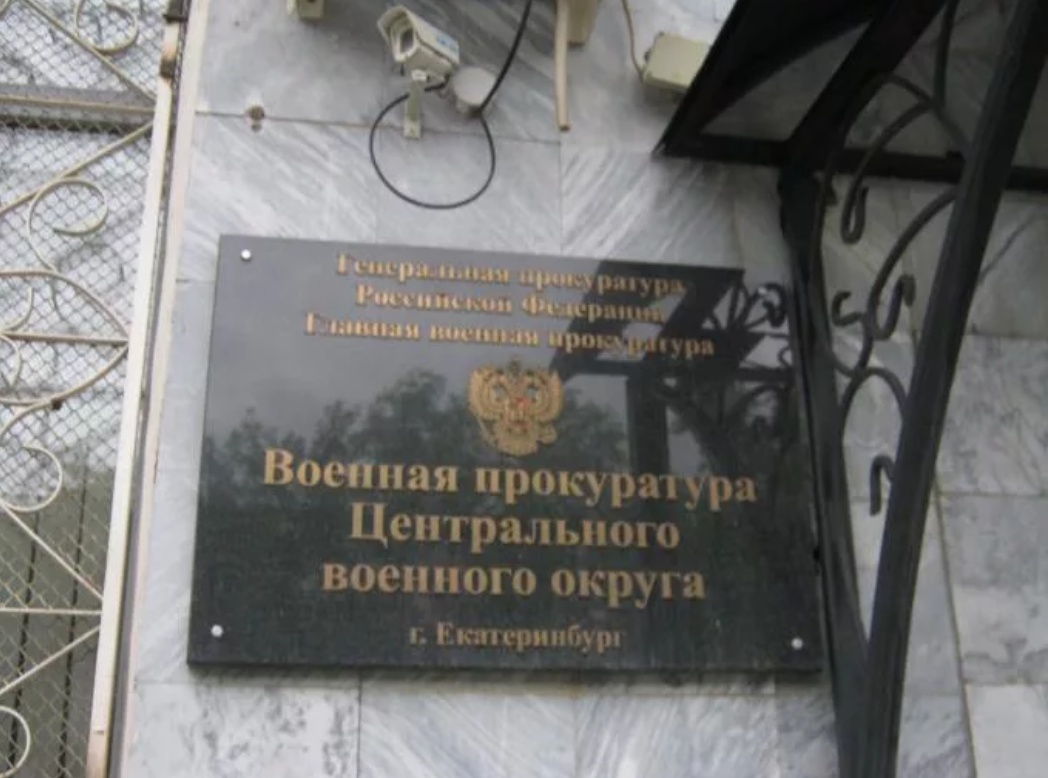 Генеральная прокуратура
Российской Федерации
Главная военная прокуратура
Военная прокуратура
Центрального
военного округа
г. Екатеринбург